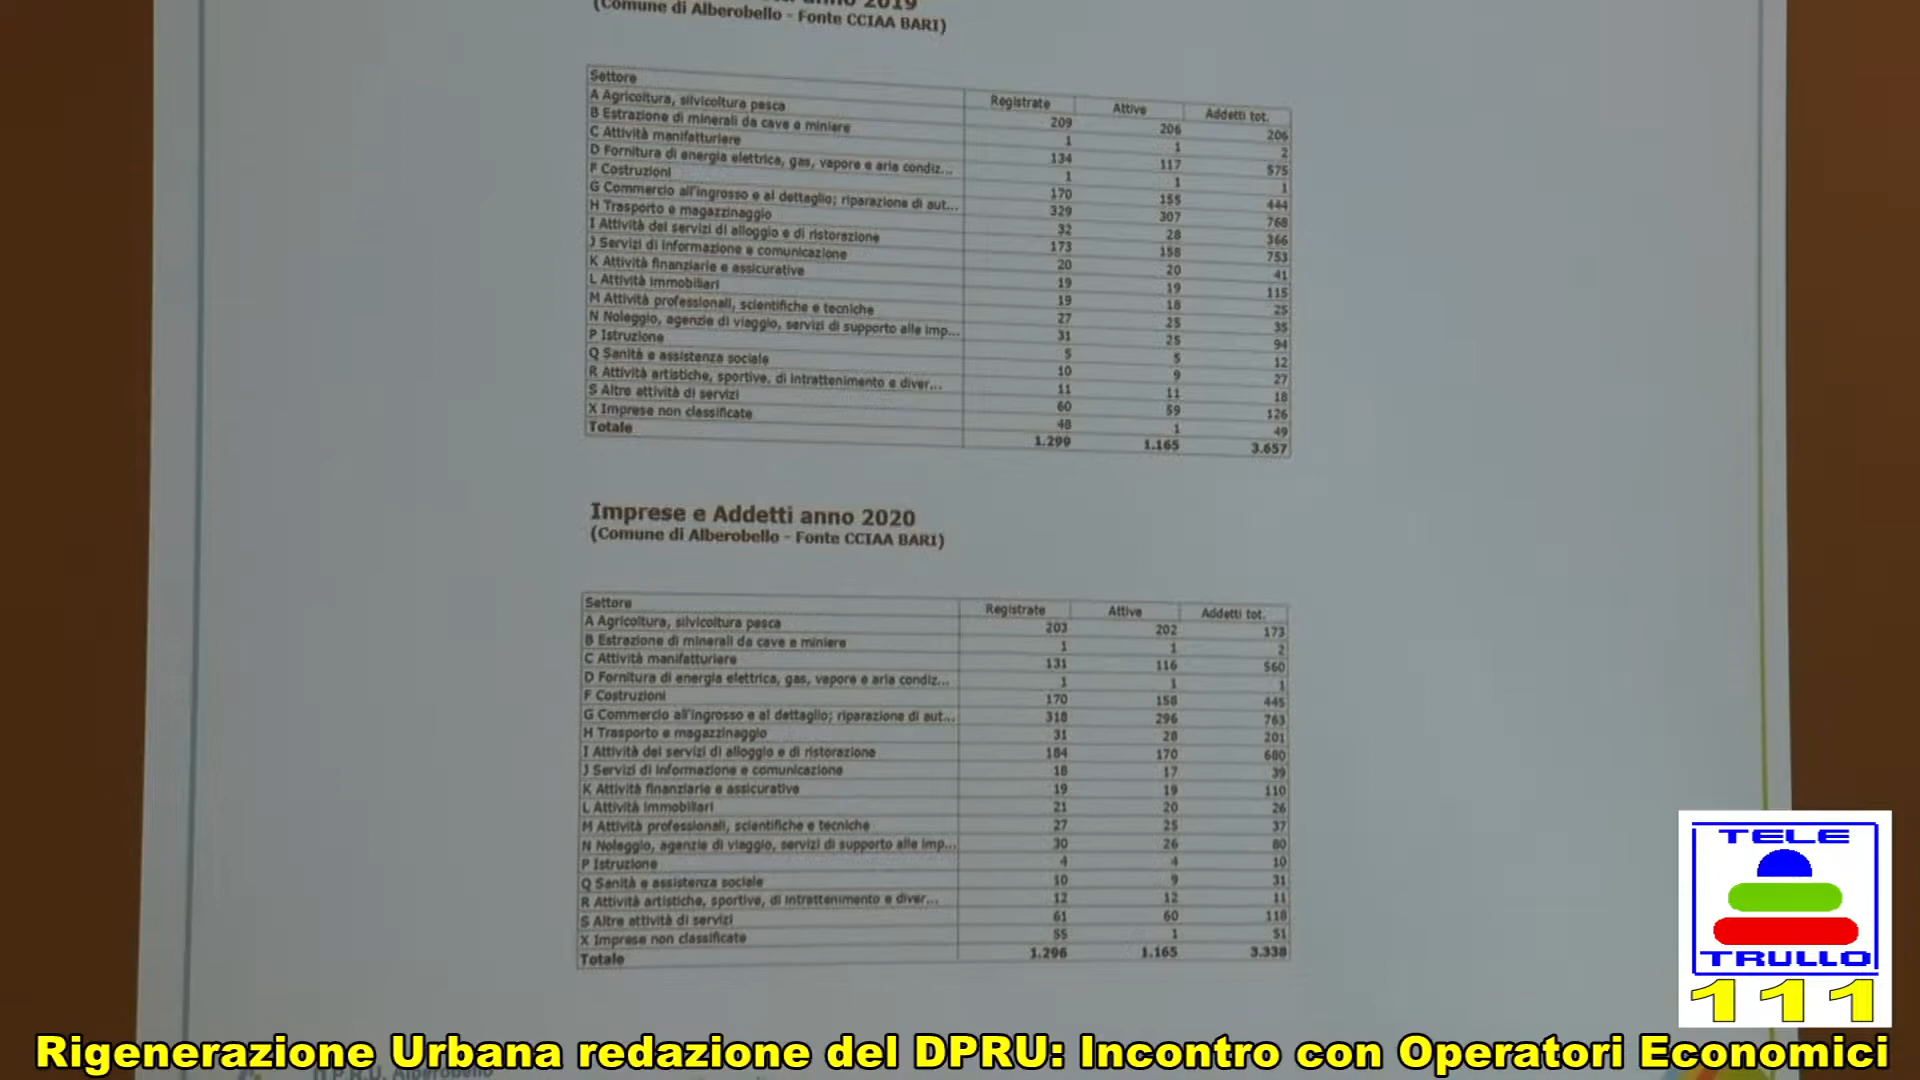 anno 2019
(Comune di Alberobello - Fonte CCIAA BARI)
Settore Registrate Attive Addetti tot.
A Agricoltura, silvicoltura pesca 209 206 206
B Estrazione di minerali da cave e miniere 1 1 2
C Attività manifatturiere 134 117 575
D Fornitura di energia elettrica, gas, vapore e aria condiz... 1 1 1
F Costruzioni 170 155 444
G Commercio all'ingrosso e al dettaglio; riparazione di aut... 329 307 768
H Trasporto e magazzinaggio 32 28 366
I Attività dei servizi di alloggio e di ristorazione 173 158 753
J Servizi di informazione e comunicazione 20 20 41
K Attività finanziarie e assicurative 19 19 115
L Attività immobiliari 19 18 25
M Attività professionali, scientifiche e tecniche 27 25 35
N Noleggio, agenzie di viaggio, servizi di supporto alle imp... 31 25 94
P Istruzione 5 5 12
Q Sanità e assistenza sociale 10 9 27
R Attività artistiche, sportive, di intrattenimento e diver... 11 11 18
S Altre attività di servizi 60 59 126
X Imprese non classificate 48 1 49
Totale 1.299 1.165 3.657
Imprese e Addetti anno 2020
(Comune di Alberobello - Fonte CCIAA BARI)
Settore Registrate Attive Addetti tot.
A Agricoltura, silvicoltura pesca 203 202 173
B Estrazione di minerali da cave e miniere 1 1 2
C Attività manifatturiere 131 116 560
D Fornitura di energia elettrica, gas, vapore e aria condiz... 1 1 1
F Costruzioni 170 158 445
G Commercio all'ingrosso e al dettaglio; riparazione di aut... 318 296 763
H Trasporto e magazzinaggio 31 28 201
I Attività dei servizi di alloggio e di ristorazione 184 170 680
J Servizi di informazione e comunicazione 18 17 39
K Attività finanziarie e assicurative 19 19 110
L Attività immobiliari 21 20 26
M Attività professionali, scientifiche e tecniche 27 25 37
N Noleggio, agenzie di viaggio, servizi di supporto alle imp... 30 26 80
P Istruzione 4 4 10
Q Sanità e assistenza sociale 10 9 31
R Attività artistiche, sportive, di intrattenimento e diver... 12 12 11
S Altre attività di servizi 61 60 118
X Imprese non classificate 55 1 51
Totale 1.296 1.165 3.338
TELE
TRULLO
111
Rigenerazione Urbana redazione del DPRU: Incontro con Operatori Economici
D.P.R.U. Alberobello